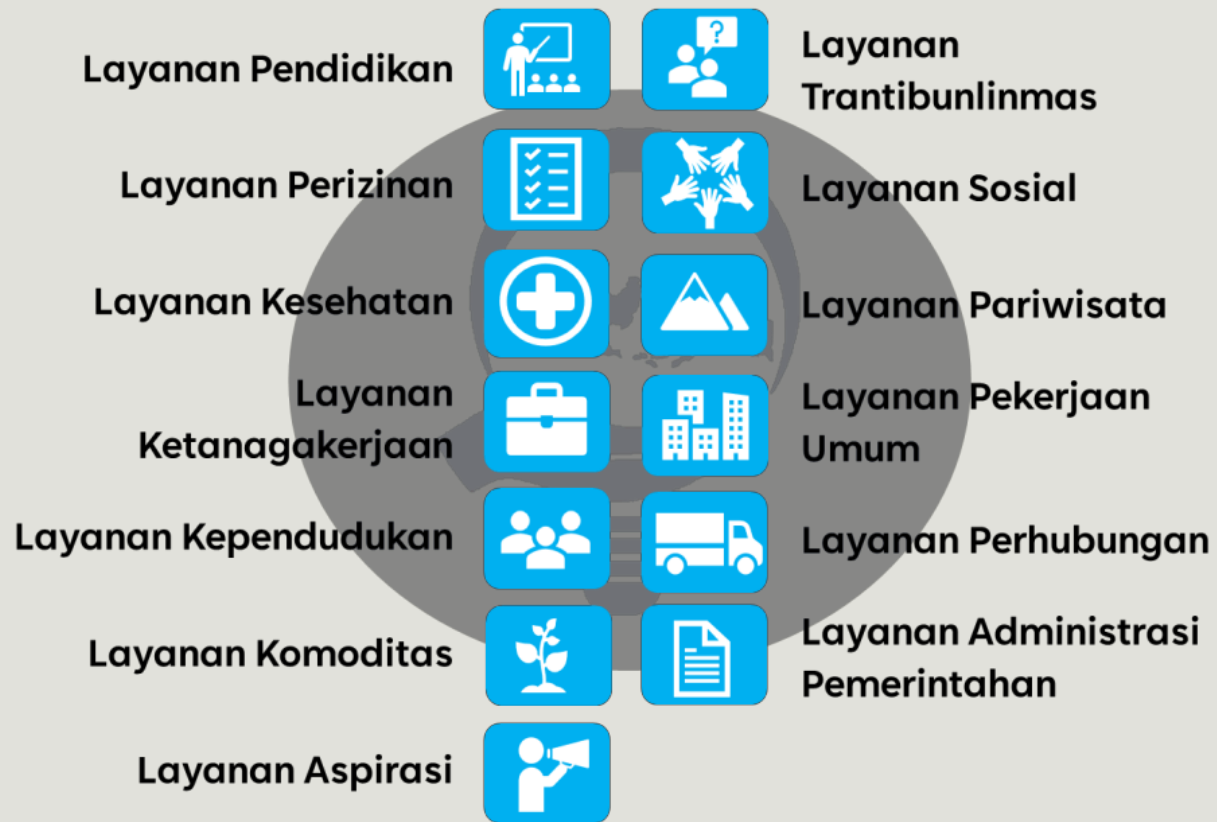 Layanan Pendidikan
Layanan Perizinan
Layanan Kesehatan
Layanan
Ketanagakerjaan
Layanan Kependudukan
Layanan Komoditas
Layanan Aspirasi
?
Layanan
Trantibunlinmas
Layanan Sosial
Layanan Pariwisata
Layanan Pekerjaan
Umum
Layanan Perhubungan
Layanan Administrasi
Pemerintahan